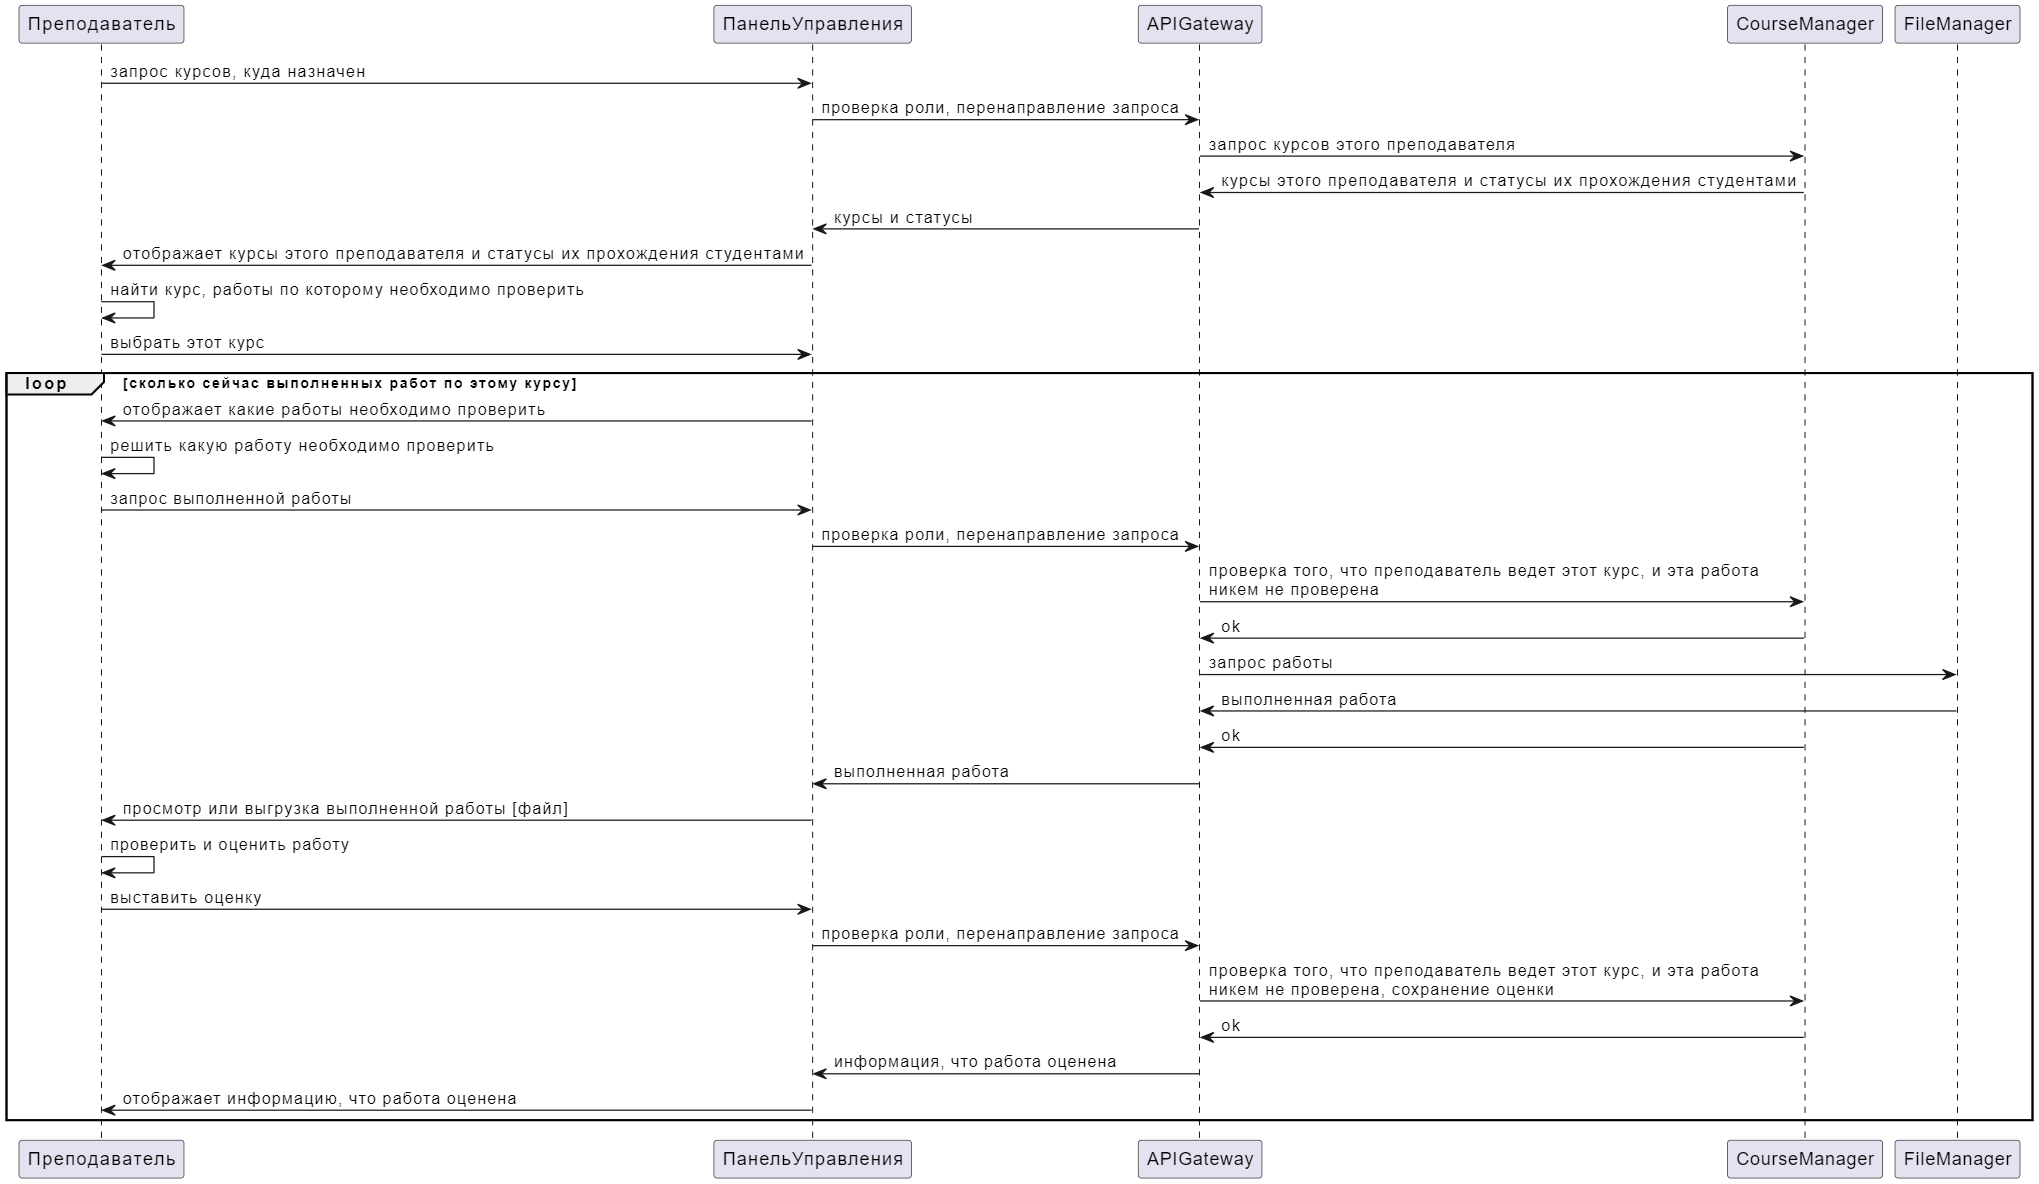 Преподаватель
ПанельУправления
APIGateway
CourseManager
FileManager
запрос курсов, куда назначен
проверка роли, перенаправление запроса
запрос курсов этого преподавателя
курсы этого преподавателя и статусы их прохождения студентами
курсы и статусы
отображает курсы этого преподавателя и статусы их прохождения студентами
найти курс, работы по которому необходимо проверить
выбрать этот курс
loop
[сколько сейчас выполненных работ по этому курсу]
отображает какие работы необходимо проверить
решить какую работу необходимо проверить
запрос выполненной работы
проверка роли, перенаправление запроса
проверка того, что преподаватель ведет этот курс, и эта работа
никем не проверена
ok
запрос работы
выполненная работа
ok
выполненная работа
просмотр или выгрузка выполненной работы [файл]
проверить и оценить работу
выставить оценку
проверка роли, перенаправление запроса
проверка того, что преподаватель ведет этот курс, и эта работа
никем не проверена, сохранение оценки
ok
информация, что работа оценена
отображает информацию, что работа оценена
Преподаватель
ПанельУправления
APIGateway
CourseManager
FileManager